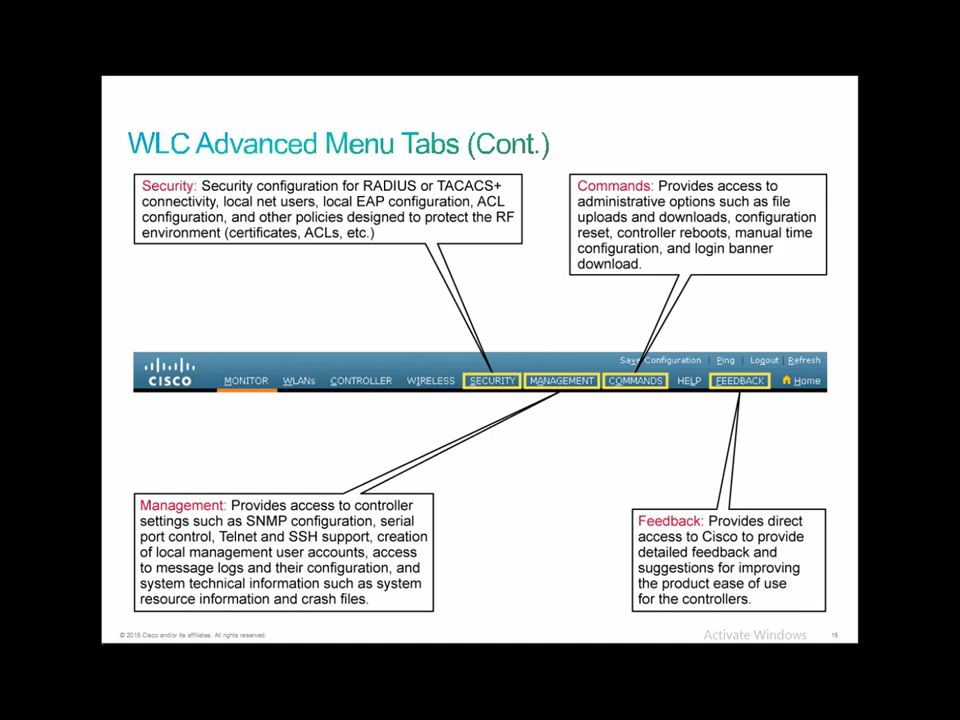 WLC Advanced Menu Tabs (Cont.)
Security: Security configuration for RADIUS or TACACS+
connectivity, local net users, local EAP configuration, ACL
configuration, and other policies designed to protect the RF
environment (certificates, ACLs, etc.)
Commands: Provides access to
administrative options such as file
uploads and downloads, configuration
reset, controller reboots, manual time
configuration, and login banner
download.
Save Configuration | Ping | Logout | Refresh
CISCO MONITOR WLANs CONTROLLER WIRELESS SECURITY MANAGEMENT COMMANDS HELP FEEDBACK Home
Management: Provides access to controller
settings such as SNMP configuration, serial
port control, Telnet and SSH support, creation
of local management user accounts, access
to message logs and their configuration, and
system technical information such as system
resource information and crash files.
Feedback: Provides direct
access to Cisco to provide
detailed feedback and
suggestions for improving
the product ease of use
for the controllers.
© 2015 Cisco and/or its affiliates. All rights reserved.
Activate Windows
15